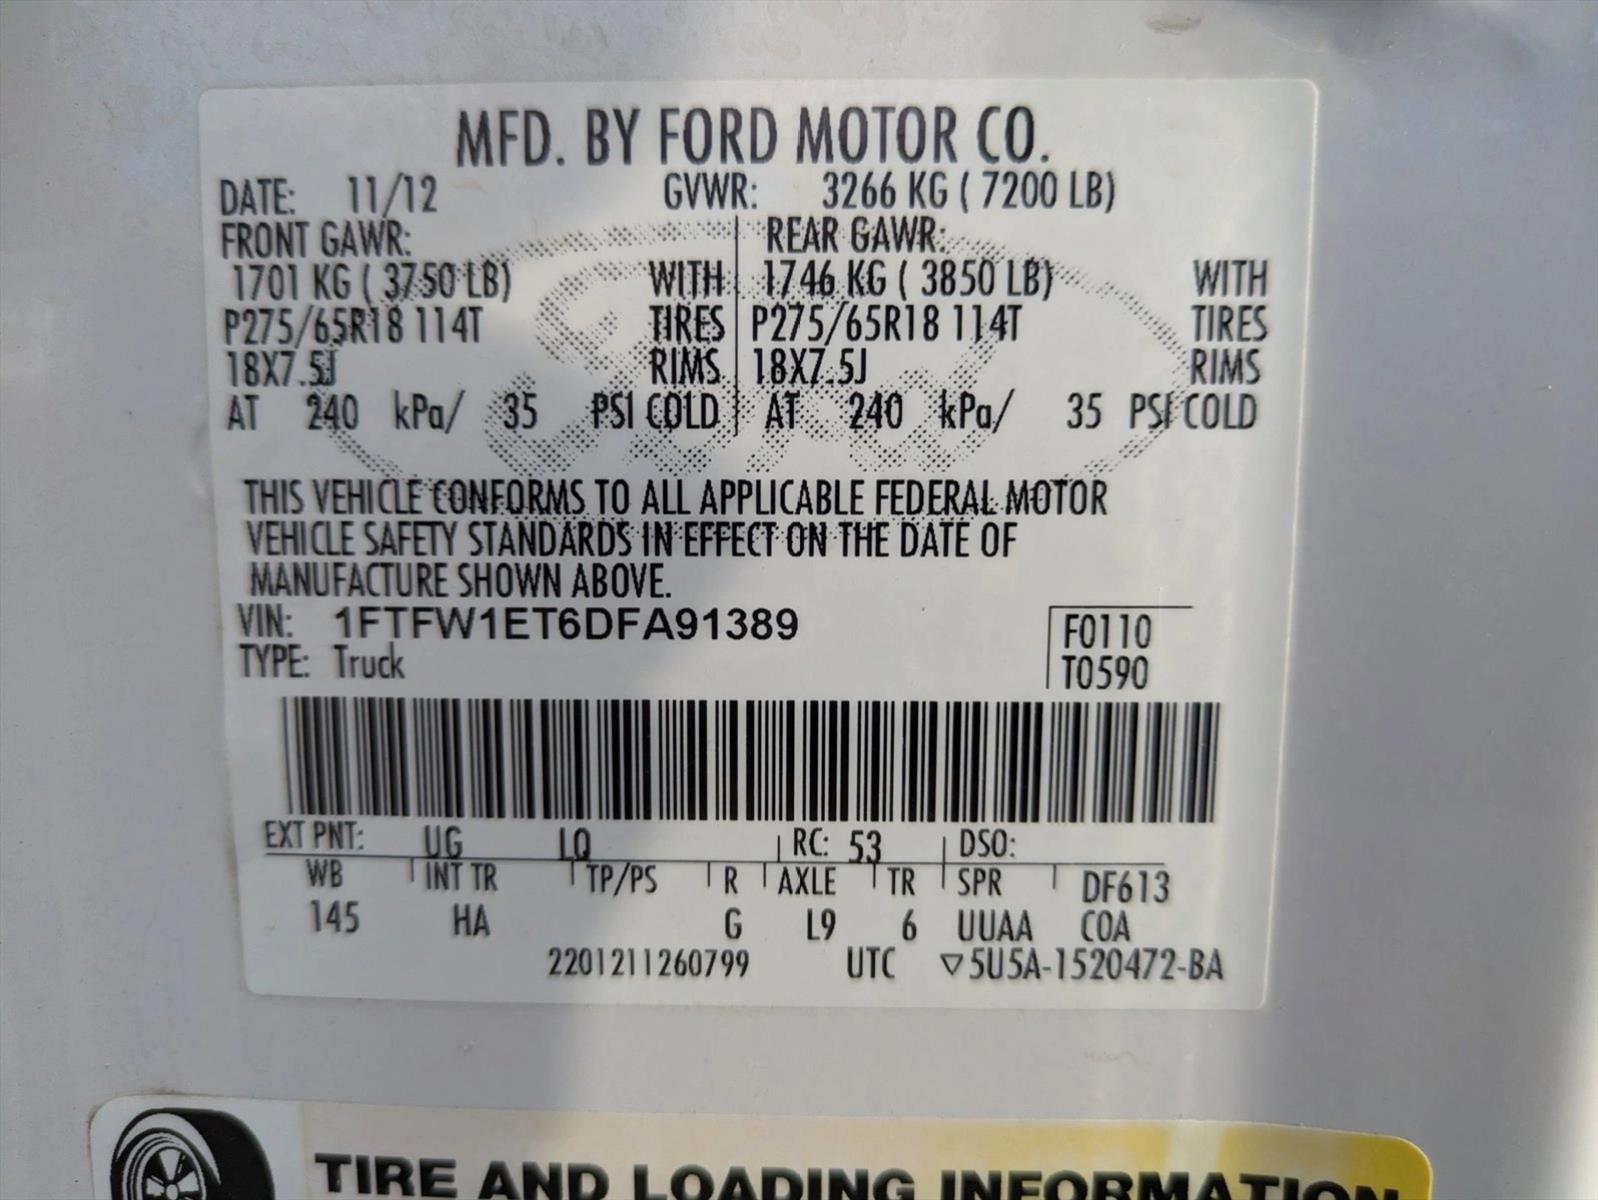 MFD. BY FORD MOTOR CO.
DATE: 11/12 GVWR: 3266 KG ( 7200 LB)
FRONT GAWR: REAR GAWR:
1701 KG ( 3750 LB) WITH 1746 KG ( 3850 LB) WITH
P275/65R18 114T TIRES P275/65R18 114T TIRES
18X7.5J RIMS 18X7.5J RIMS
AT 240 kPa/ 35 PSI COLD AT 240 kPa/ 35 PSI COLD
THIS VEHICLE CONFORMS TO ALL APPLICABLE FEDERAL MOTOR
VEHICLE SAFETY STANDARDS IN EFFECT ON THE DATE OF
MANUFACTURE SHOWN ABOVE.
VIN: 1FTFW1ET6DFA91389 F0110
TYPE: Truck T0590
EXT PNT: UG LQ RC: 53 DSO:
WB INT TR TP/PS R AXLE TR SPR DF613
145 HA G L9 6 UUAA COA
2201211260799 UTC ▽5U5A-1520472-BA
TIRE AND LOADING INFORMATION